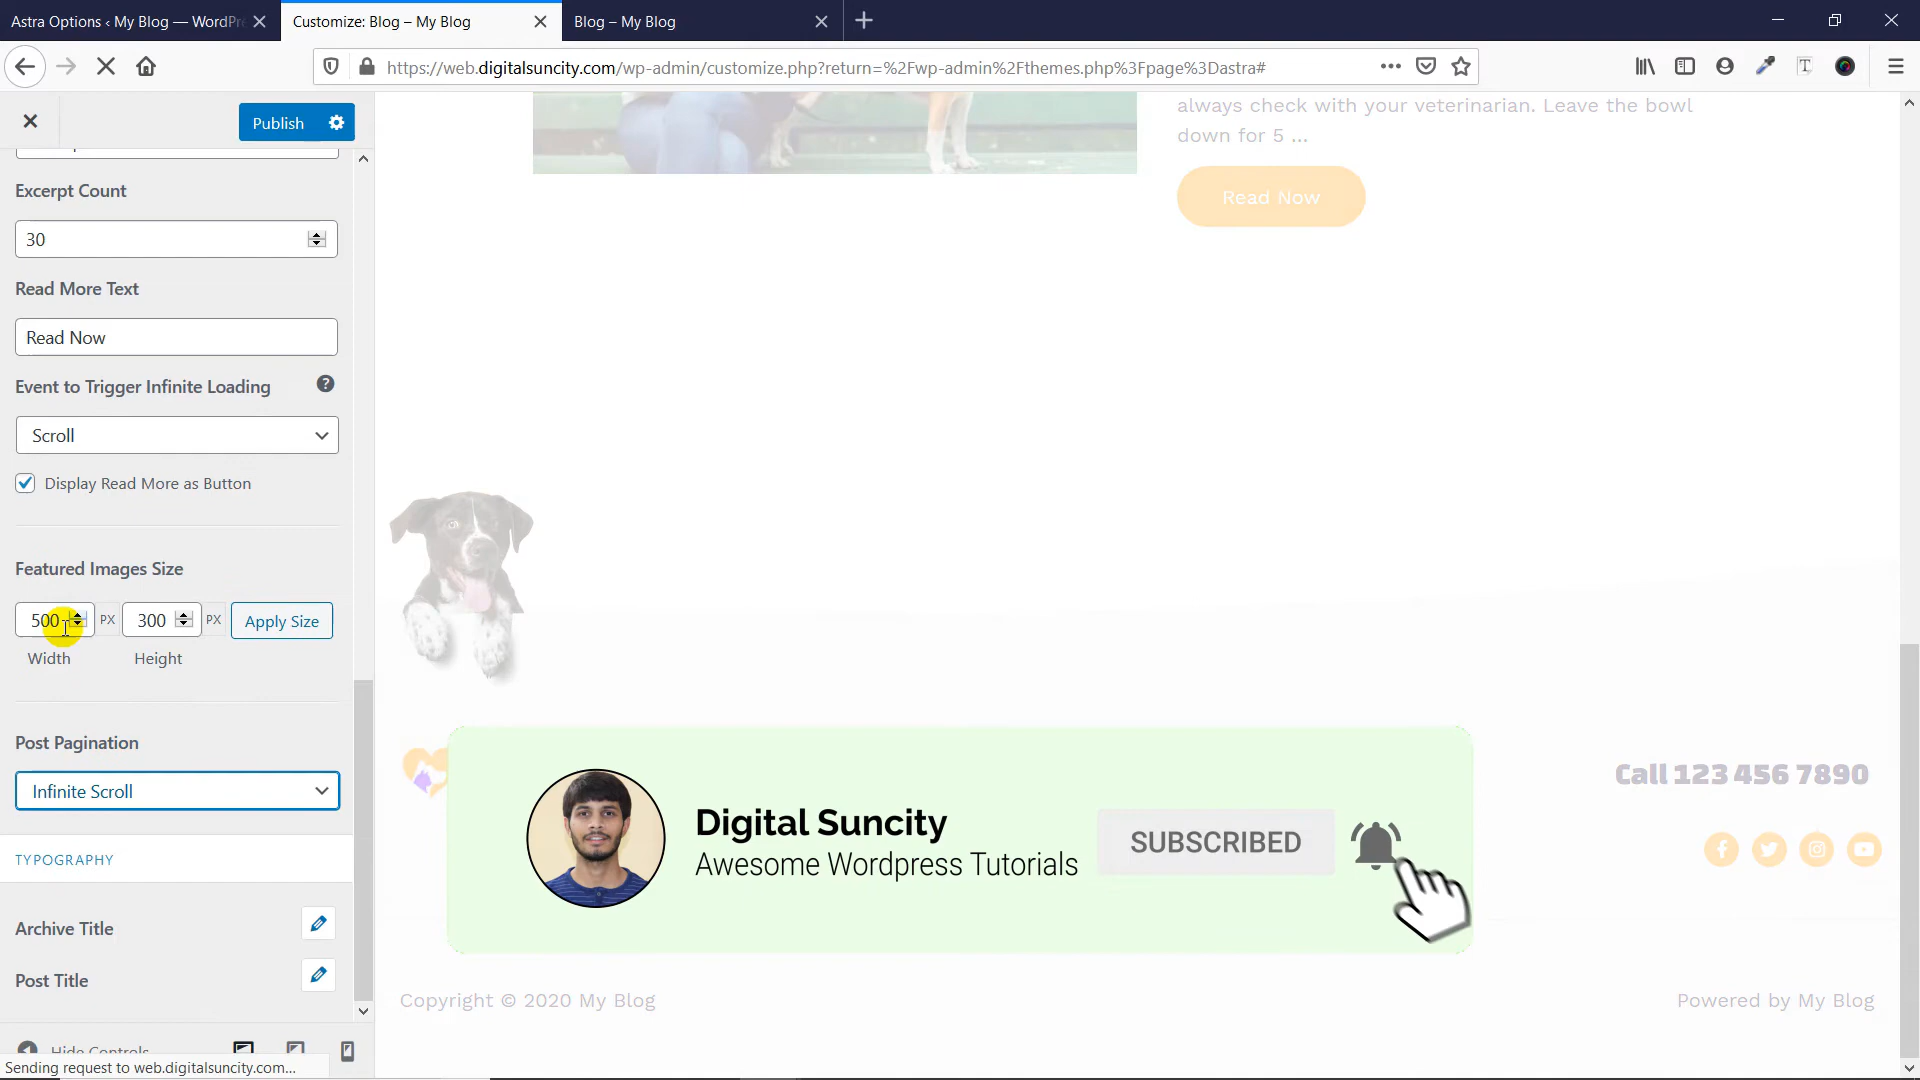 Astra Options ‹ My Blog — WordPr
Customize: Blog – My Blog
Blog – My Blog
https://web.digitalsuncity.com/wp-admin/customize.php?return=%2Fwp-admin%2Fthemes.php%3Fpage%3Dastra#
Publish
always check with your veterinarian. Leave the bowl
down for 5 ...
Read Now
Excerpt Count
30
Read More Text
Read Now
Event to Trigger Infinite Loading
Scroll
Display Read More as Button
Featured Images Size
500 PX 300 PX Apply Size
Width Height
Post Pagination
Infinite Scroll
TYPOGRAPHY
Archive Title
Post Title
Hide Controls
Sending request to web.digitalsuncity.com...
Call 123 456 7890
Digital Suncity
Awesome Wordpress Tutorials
SUBSCRIBED
Copyright © 2020 My Blog
Powered by My Blog